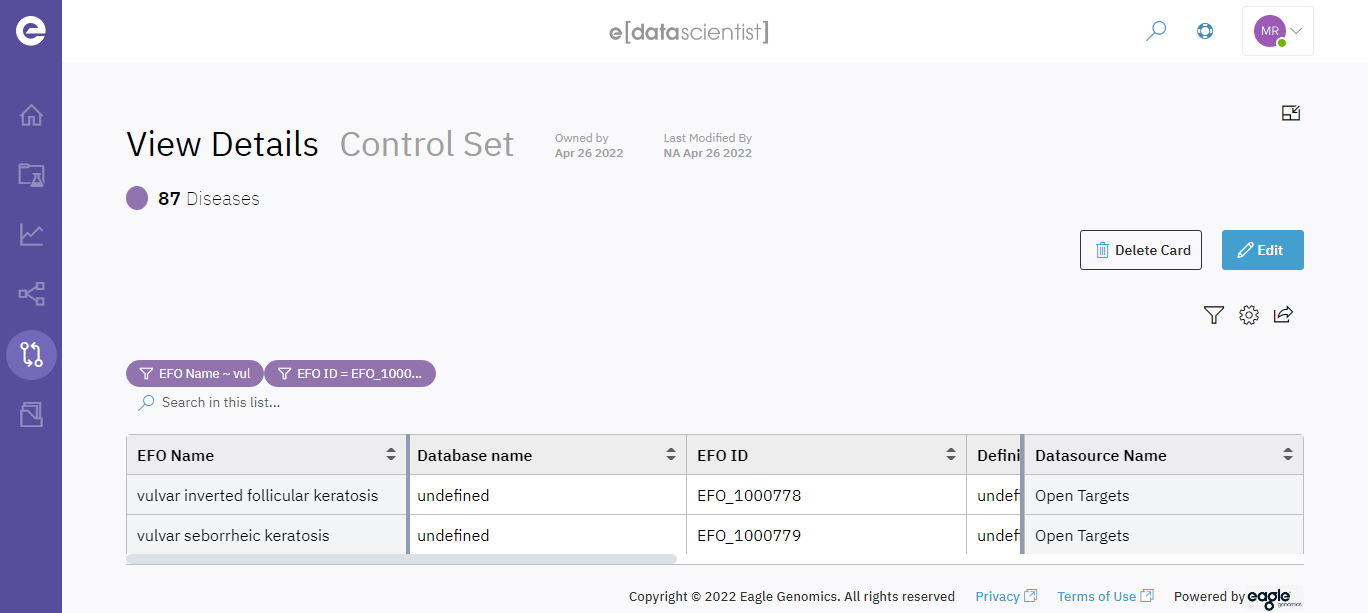 e[datascientist]
MR
View Details Control Set
Owned by
Apr 26 2022
Last Modified By
NA Apr 26 2022
87 Diseases
Delete Card
Edit
EFO Name ~ vul
EFO ID = EFO_1000...
Search in this list...
EFO Name Database name EFO ID Defini Datasource Name
vulvar inverted follicular keratosis undefined EFO_1000778 undef Open Targets
vulvar seborrheic keratosis undefined EFO_1000779 undef Open Targets
Copyright © 2022 Eagle Genomics. All rights reserved Privacy Terms of Use Powered by eagle genomics